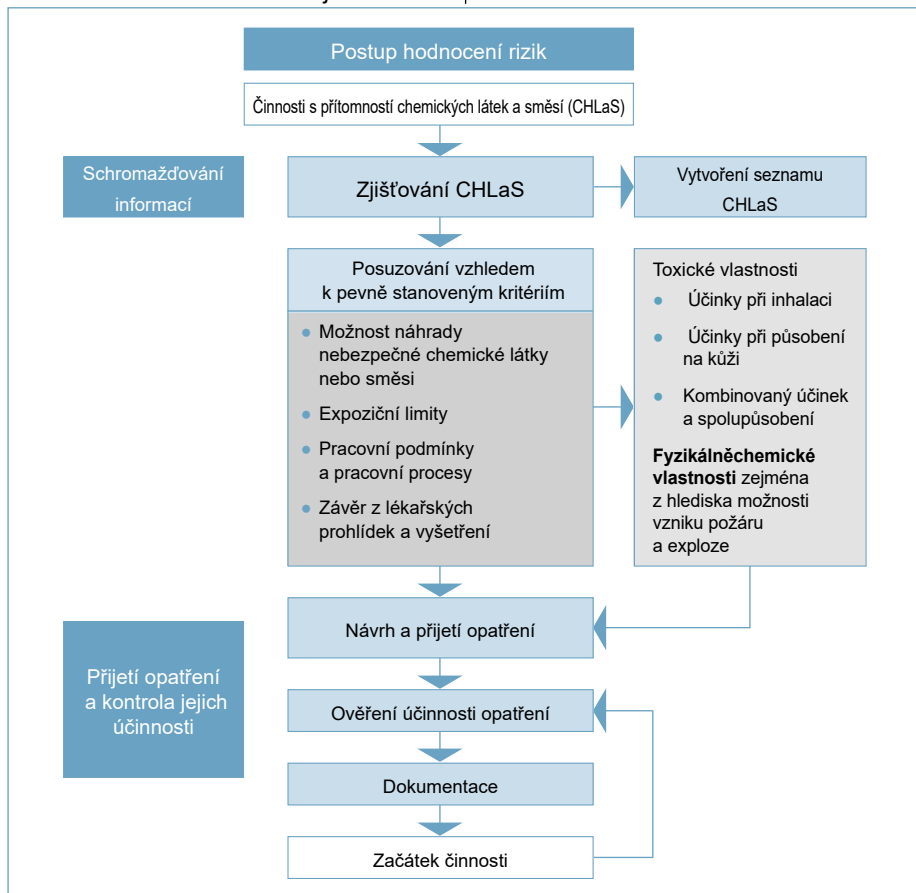 Postup hodnocení rizik
Činnosti s přítomností chemických látek a směsí (CHLaS)
Schromažďování
informací
Zjišťování CHLaS
Vytvoření seznamu
CHLaS
Posuzování vzhledem
k pevně stanoveným kritériím
● Možnost náhrady
nebezpečné chemické látky
nebo směsi
● Expoziční limity
● Pracovní podmínky
a pracovní procesy
● Závěr z lékařských
prohlídek a vyšetření
Toxické vlastnosti
● Účinky při inhalaci
● Účinky při působení
na kůži
● Kombinovaný účinek
a spolupůsobení
Fyzikálněchemické
vlastnosti zejména
z hlediska možnosti
vzniku požáru
a exploze
Přijetí opatření
a kontrola jejich
účinnosti
Návrh a přijetí opatření
Ověření účinnosti opatření
Dokumentace
Začátek činnosti